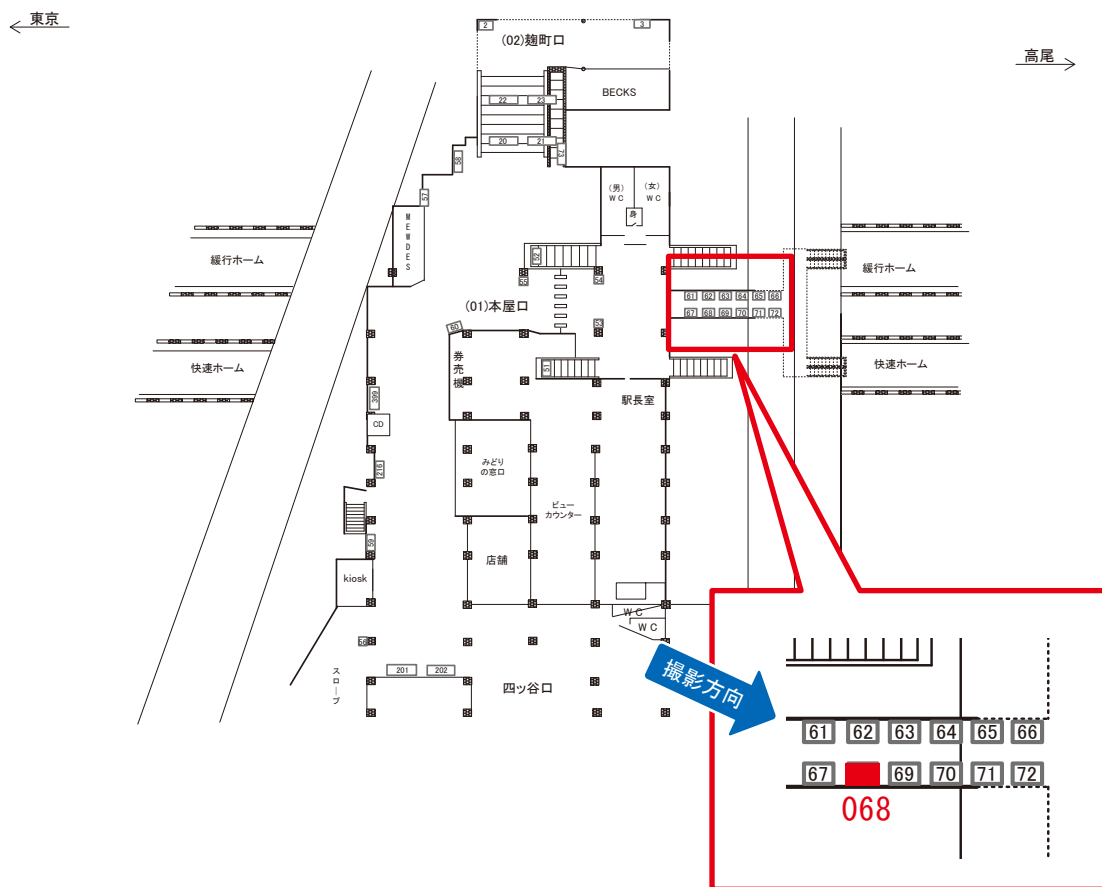 東京
2
3
(02)麹町口
高尾
BECKS
22
23
20
21
73
58
57
(男)
WC
(女)
WC
身
MEWDES
緩行ホーム
緩行ホーム
52
55
54
61 62 63 64 65 66
67 68 69 70 71 72
(01)本屋口
60
53
券売機
51
快速ホーム
快速ホーム
駅長室
399
CD
みどり
の窓口
216
ビュー
カウンター
59
店舗
kiosk
WC
WC
56
スロープ
201
202
四ッ谷口
撮影方向
61 62 63 64 65 66
67 69 70 71 72
068